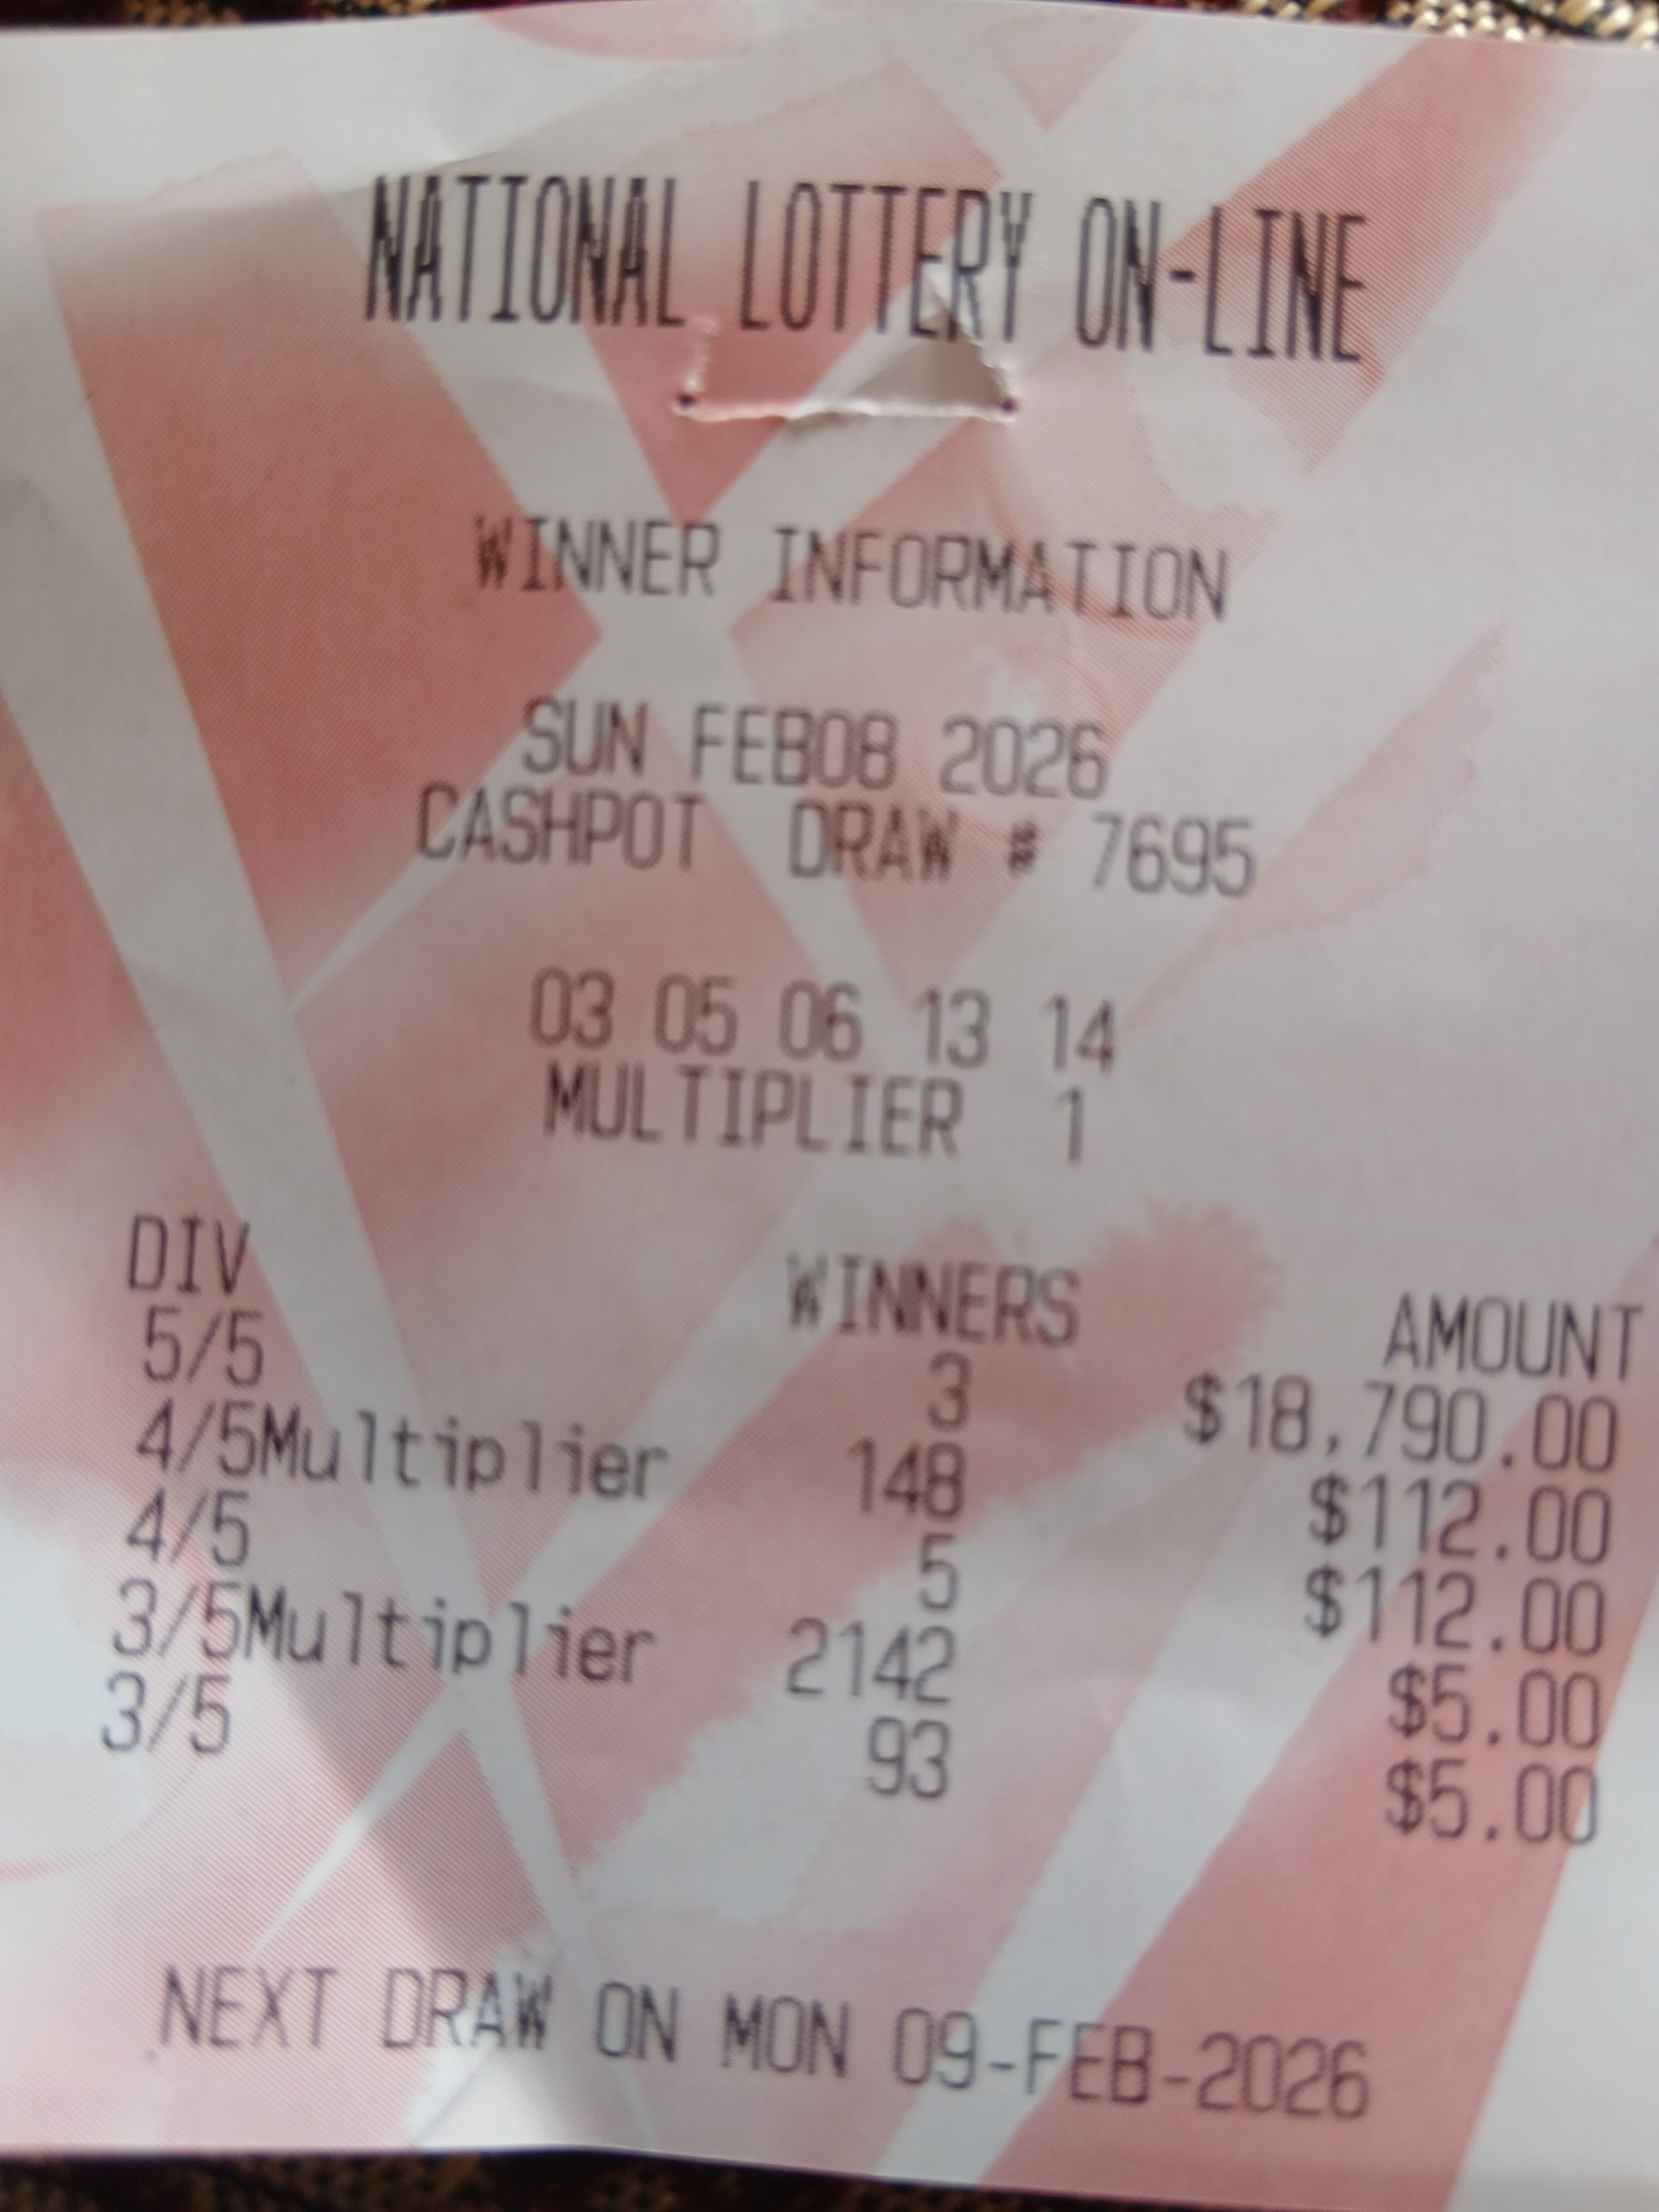 NATIONAL LOTTERY ON-LINE
WINNER INFORMATION
SUN FEB08 2026
CASHPOT DRAW # 7695
03 05 06 13 14
MULTIPLIER 1
DIV WINNERS AMOUNT
5/5 3 $18,790.00
4/5Multiplier 148 $112.00
4/5 5 $112.00
3/5Multiplier 2142 $5.00
3/5 93 $5.00
NEXT DRAW ON MON 09-FEB-2026